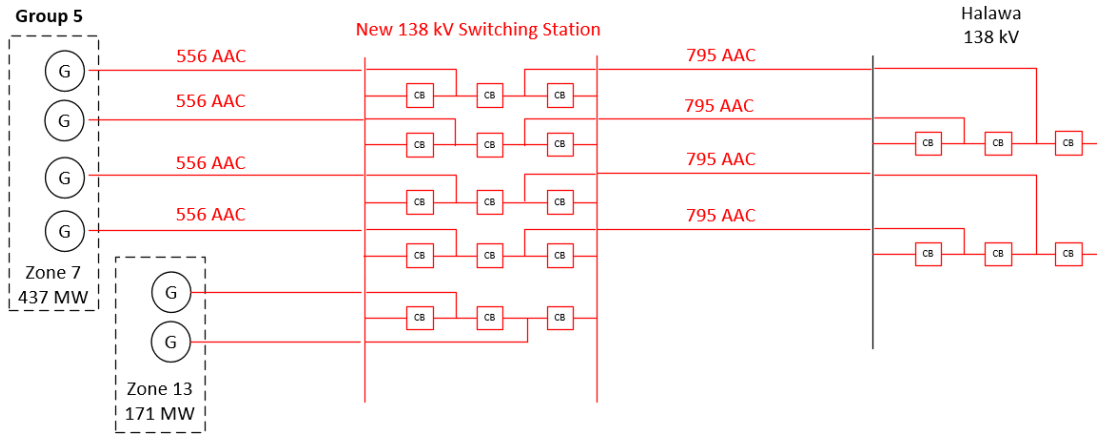 Group 5
New 138 kV Switching Station
Halawa
138 kV
G
556 AAC
795 AAC
CB
CB
CB
G
556 AAC
795 AAC
CB
CB
CB
CB
CB
CB
G
556 AAC
795 AAC
CB
CB
CB
G
556 AAC
795 AAC
CB
CB
CB
CB
CB
CB
Zone 7
437 MW
G
CB
CB
CB
G
Zone 13
171 MW